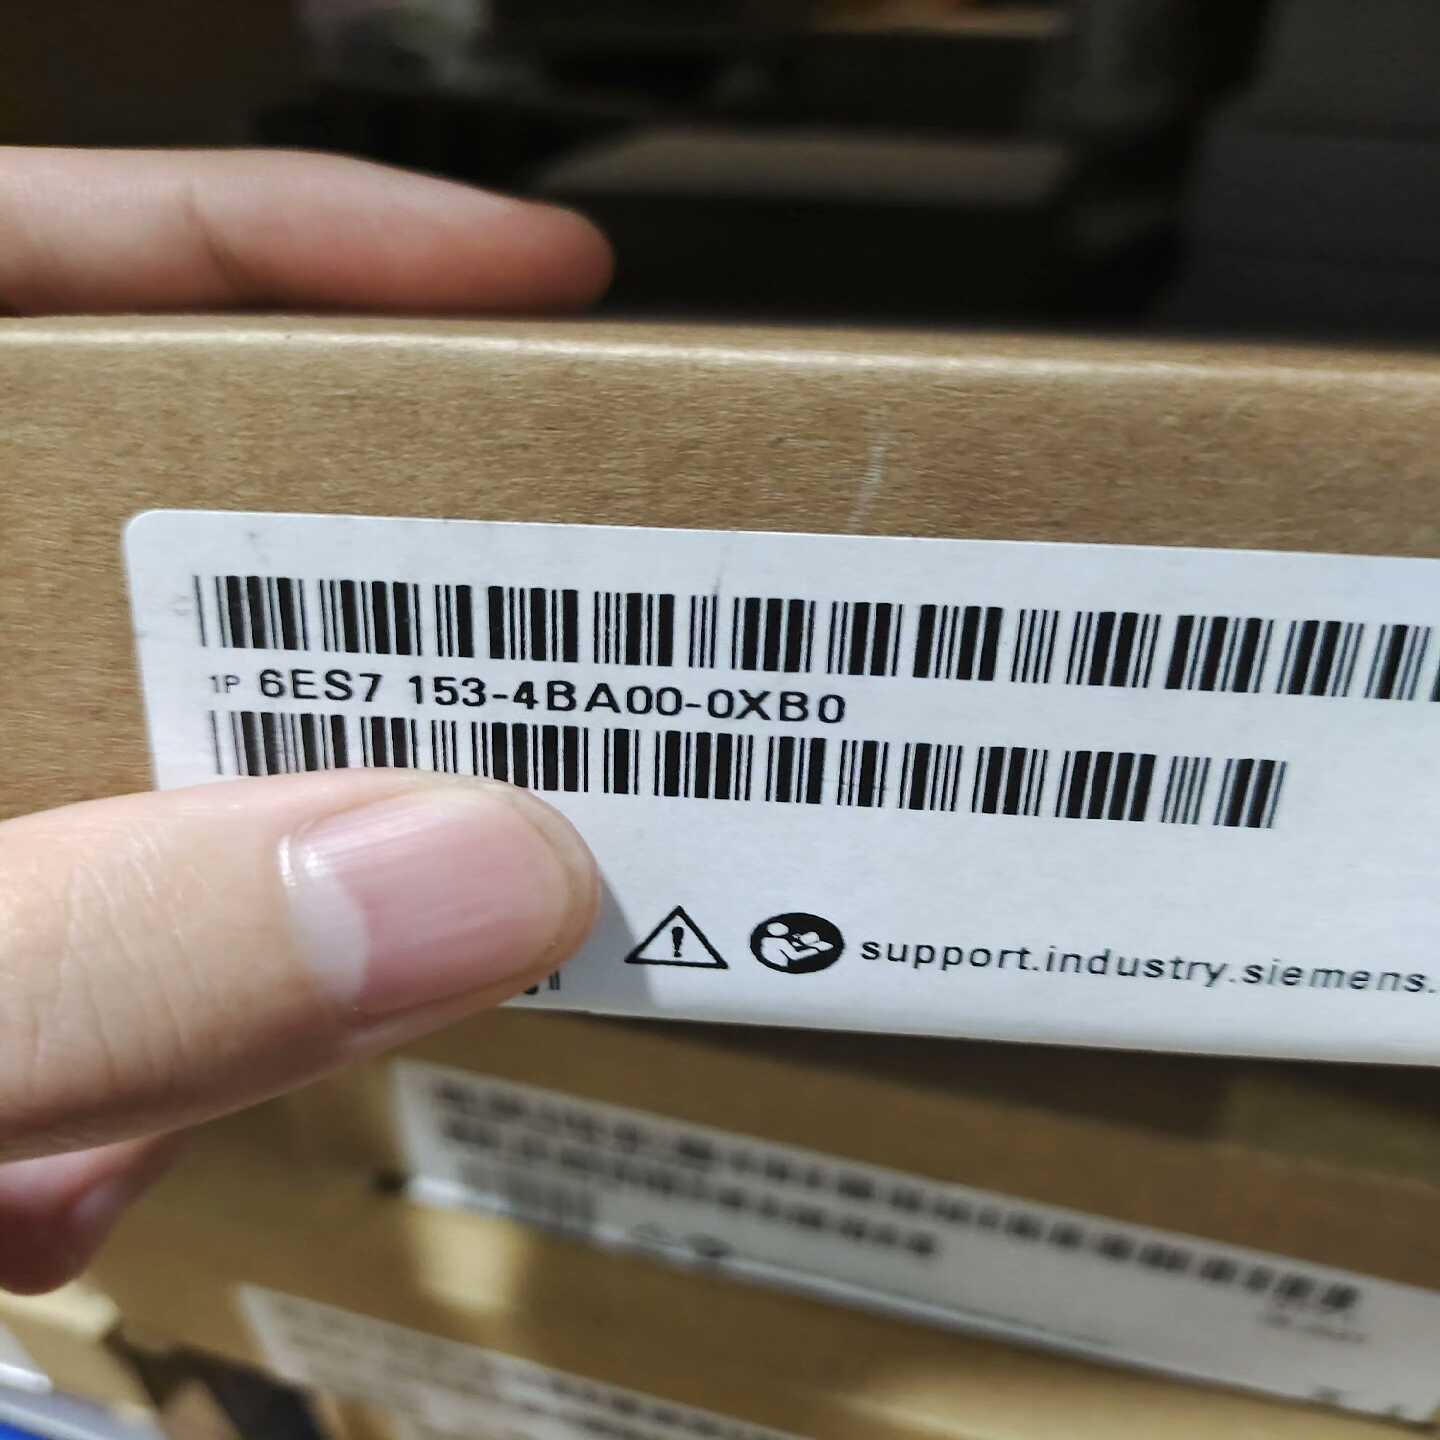 1P 6ES7 153-4BA00-0XB0
support.industry.siemens.